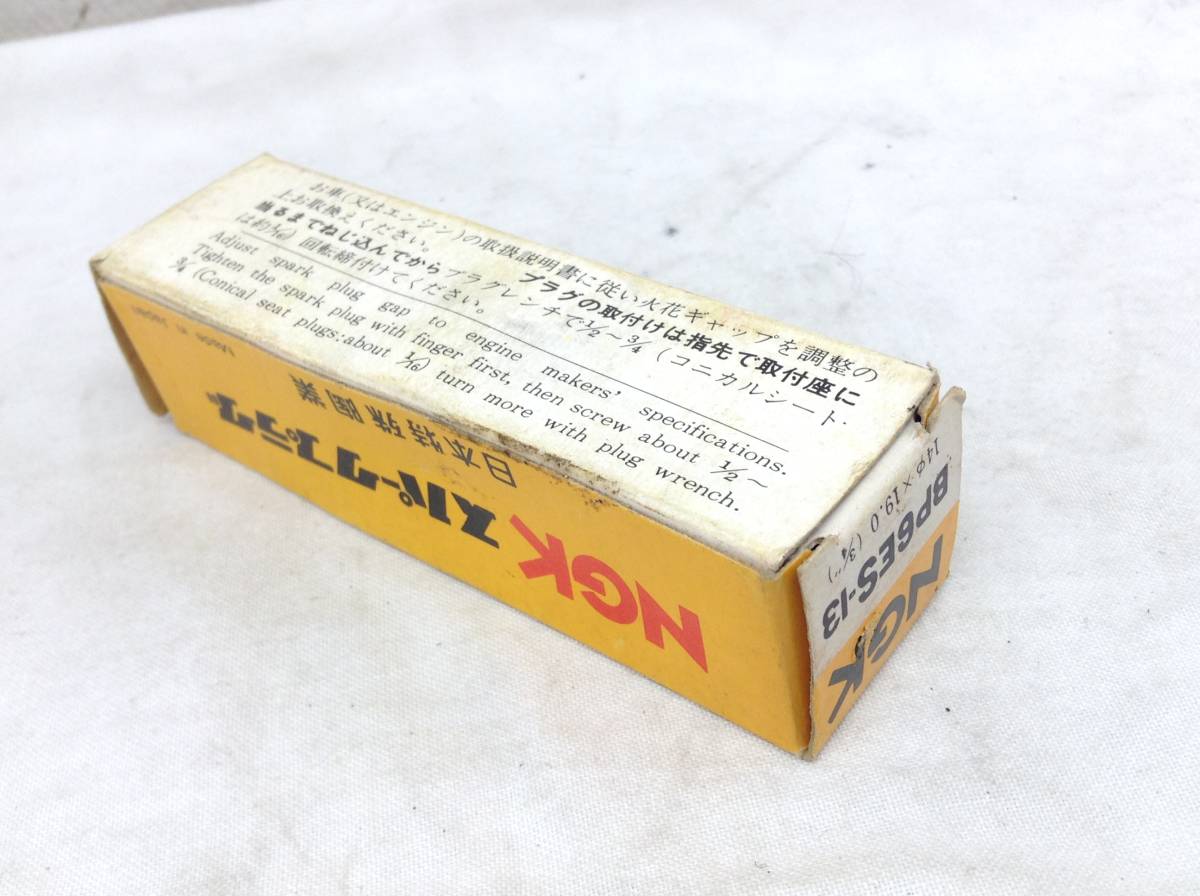 お車(又はエンジン)の取扱説明書に従い火花ギャップを調整の
上お取換えください。 プラグの取付けは指先で取付座に
当るまでねじ込んでからプラグレンチで1/2～3/4(コニカルシート・
は約1/16)回転締付けてください。
Adjust spark plug gap to engine makers' specifications.
Tighten the spark plug with finger first, then screw about 1/2～
3/4 (Conical seat plugs: about 1/16) turn more with plug wrench.
NGK スパークプラグ
日本特殊陶業
Made in Japan
NGK
BP6ES-13
14φ×19.0 (3/4")